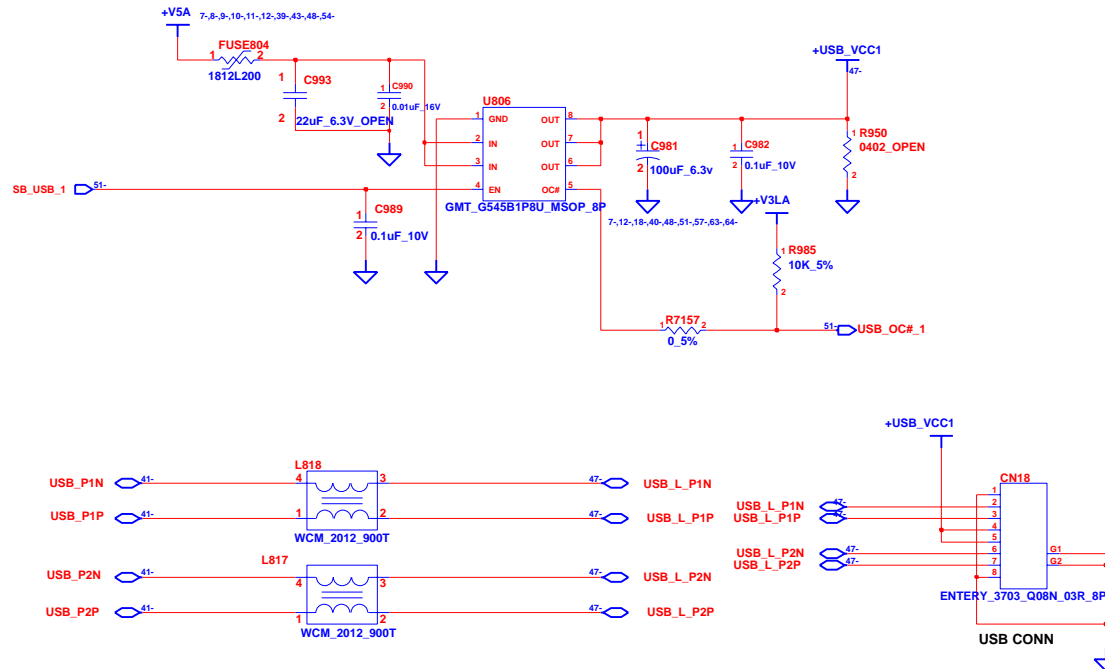 +V5A 7-,8-,9-,10-,11-,12-,39-,43-,48-,54-
FUSE804
1 2
1812L200
+USB_VCC1
47-
1 C993
2 22uF_6.3V_OPEN
1 C990
2 0.01uF_16V
U806
1 GND OUT 8
2 IN OUT 7
3 IN OUT 6
4 EN OC# 5
GMT_G545B1P8U_MSOP_8P
1 + C981
2 100uF_6.3v
1 C982
2 0.1uF_10V
1 R950
0402_OPEN
2
SB_USB_1 51-
1 C989
2 0.1uF_10V
7-,12-,18-,40-,48-,51-,57-,63-,64-
+V3LA
1 R985
10K_5%
2
R7157
1 2
0_5%
51- USB_OC#_1
L818
USB_P1N 41- 4 3 47- USB_L_P1N
USB_P1P 41- 1 2 47- USB_L_P1P
WCM_2012_900T
L817
USB_P2N 41- 4 3 47- USB_L_P2N
USB_P2P 41- 1 2 47- USB_L_P2P
WCM_2012_900T
+USB_VCC1
CN18
1
USB_L_P1N 47- 2
USB_L_P1P 47- 3
4
5
USB_L_P2N 47- 6 G1
USB_L_P2P 47- 7 G2
8
ENTERY_3703_Q08N_03R_8P
USB CONN